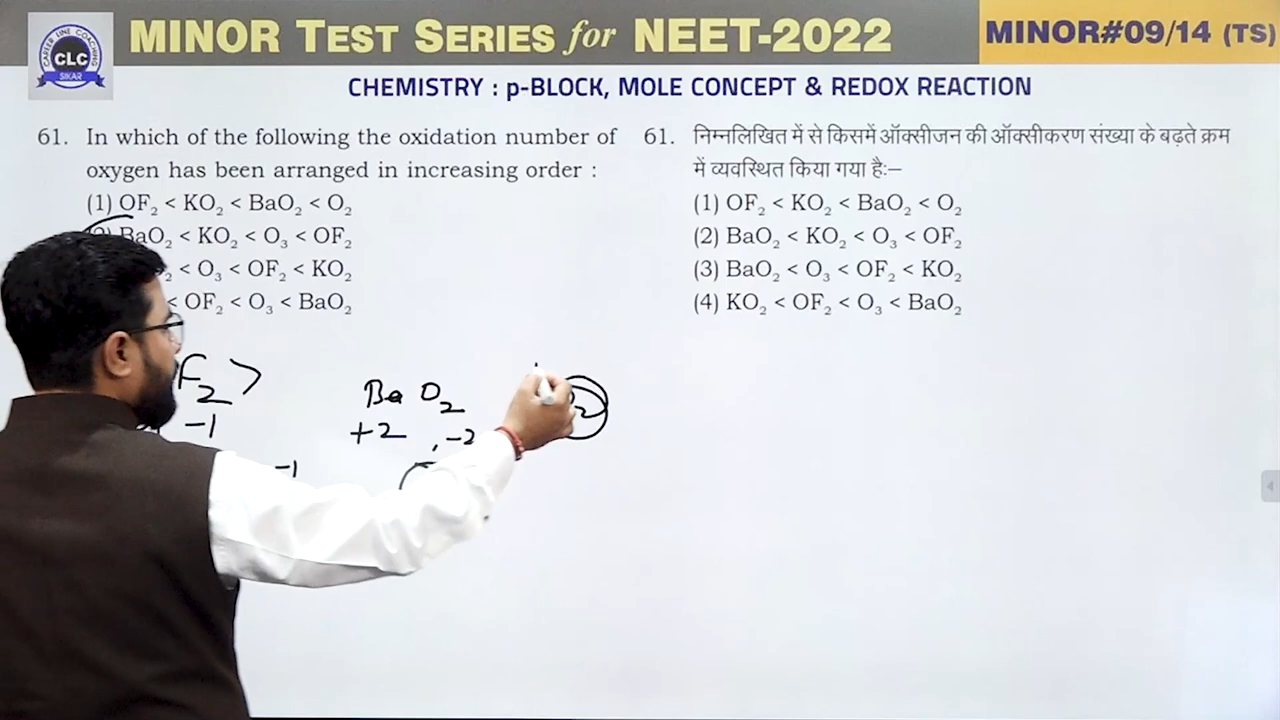 CAREER LINE COACHING
CLC
SIKAR
MINOR TEST SERIES for NEET-2022
MINOR#09/14 (TS)
CHEMISTRY : p-BLOCK, MOLE CONCEPT & REDOX REACTION
61. In which of the following the oxidation number of
oxygen has been arranged in increasing order :
(1) OF₂ < KO₂ < BaO₂ < O₂
BaO₂ < KO₂ < O₃ < OF₂
₂ < O₃ < OF₂ < KO₂
< OF₂ < O₃ < BaO₂
61. निम्नलिखित में से किसमें ऑक्सीजन की ऑक्सीकरण संख्या के बढ़ते क्रम
में व्यवस्थित किया गया है:–
(1) OF₂ < KO₂ < BaO₂ < O₂
(2) BaO₂ < KO₂ < O₃ < OF₂
(3) BaO₂ < O₃ < OF₂ < KO₂
(4) KO₂ < OF₂ < O₃ < BaO₂
F₂ >
-1
-1
Ba O₂
+2 , -2